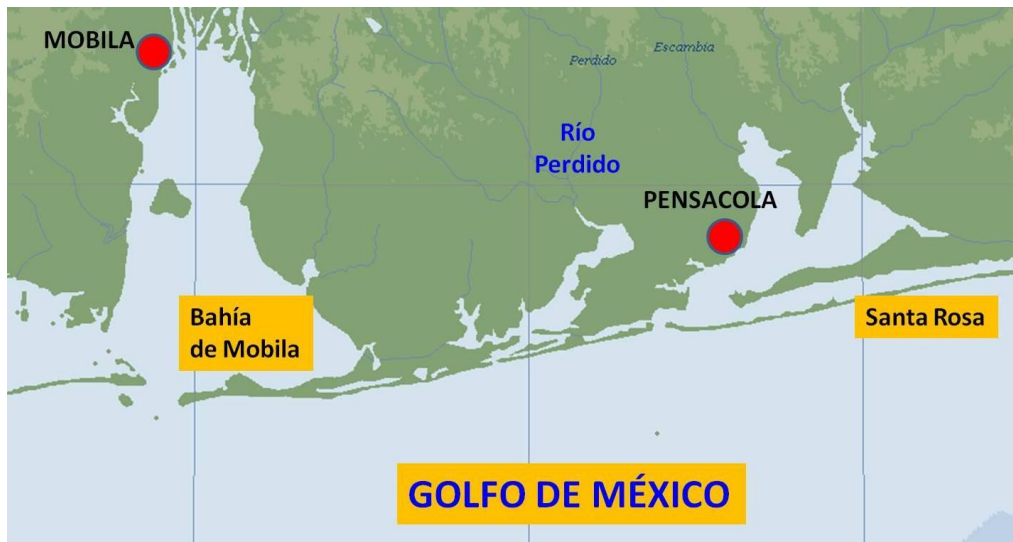 MOBILA
Escambia
Perdido
Río
Perdido
PENSACOLA
Bahía
de Mobila
Santa Rosa
GOLFO DE MÉXICO